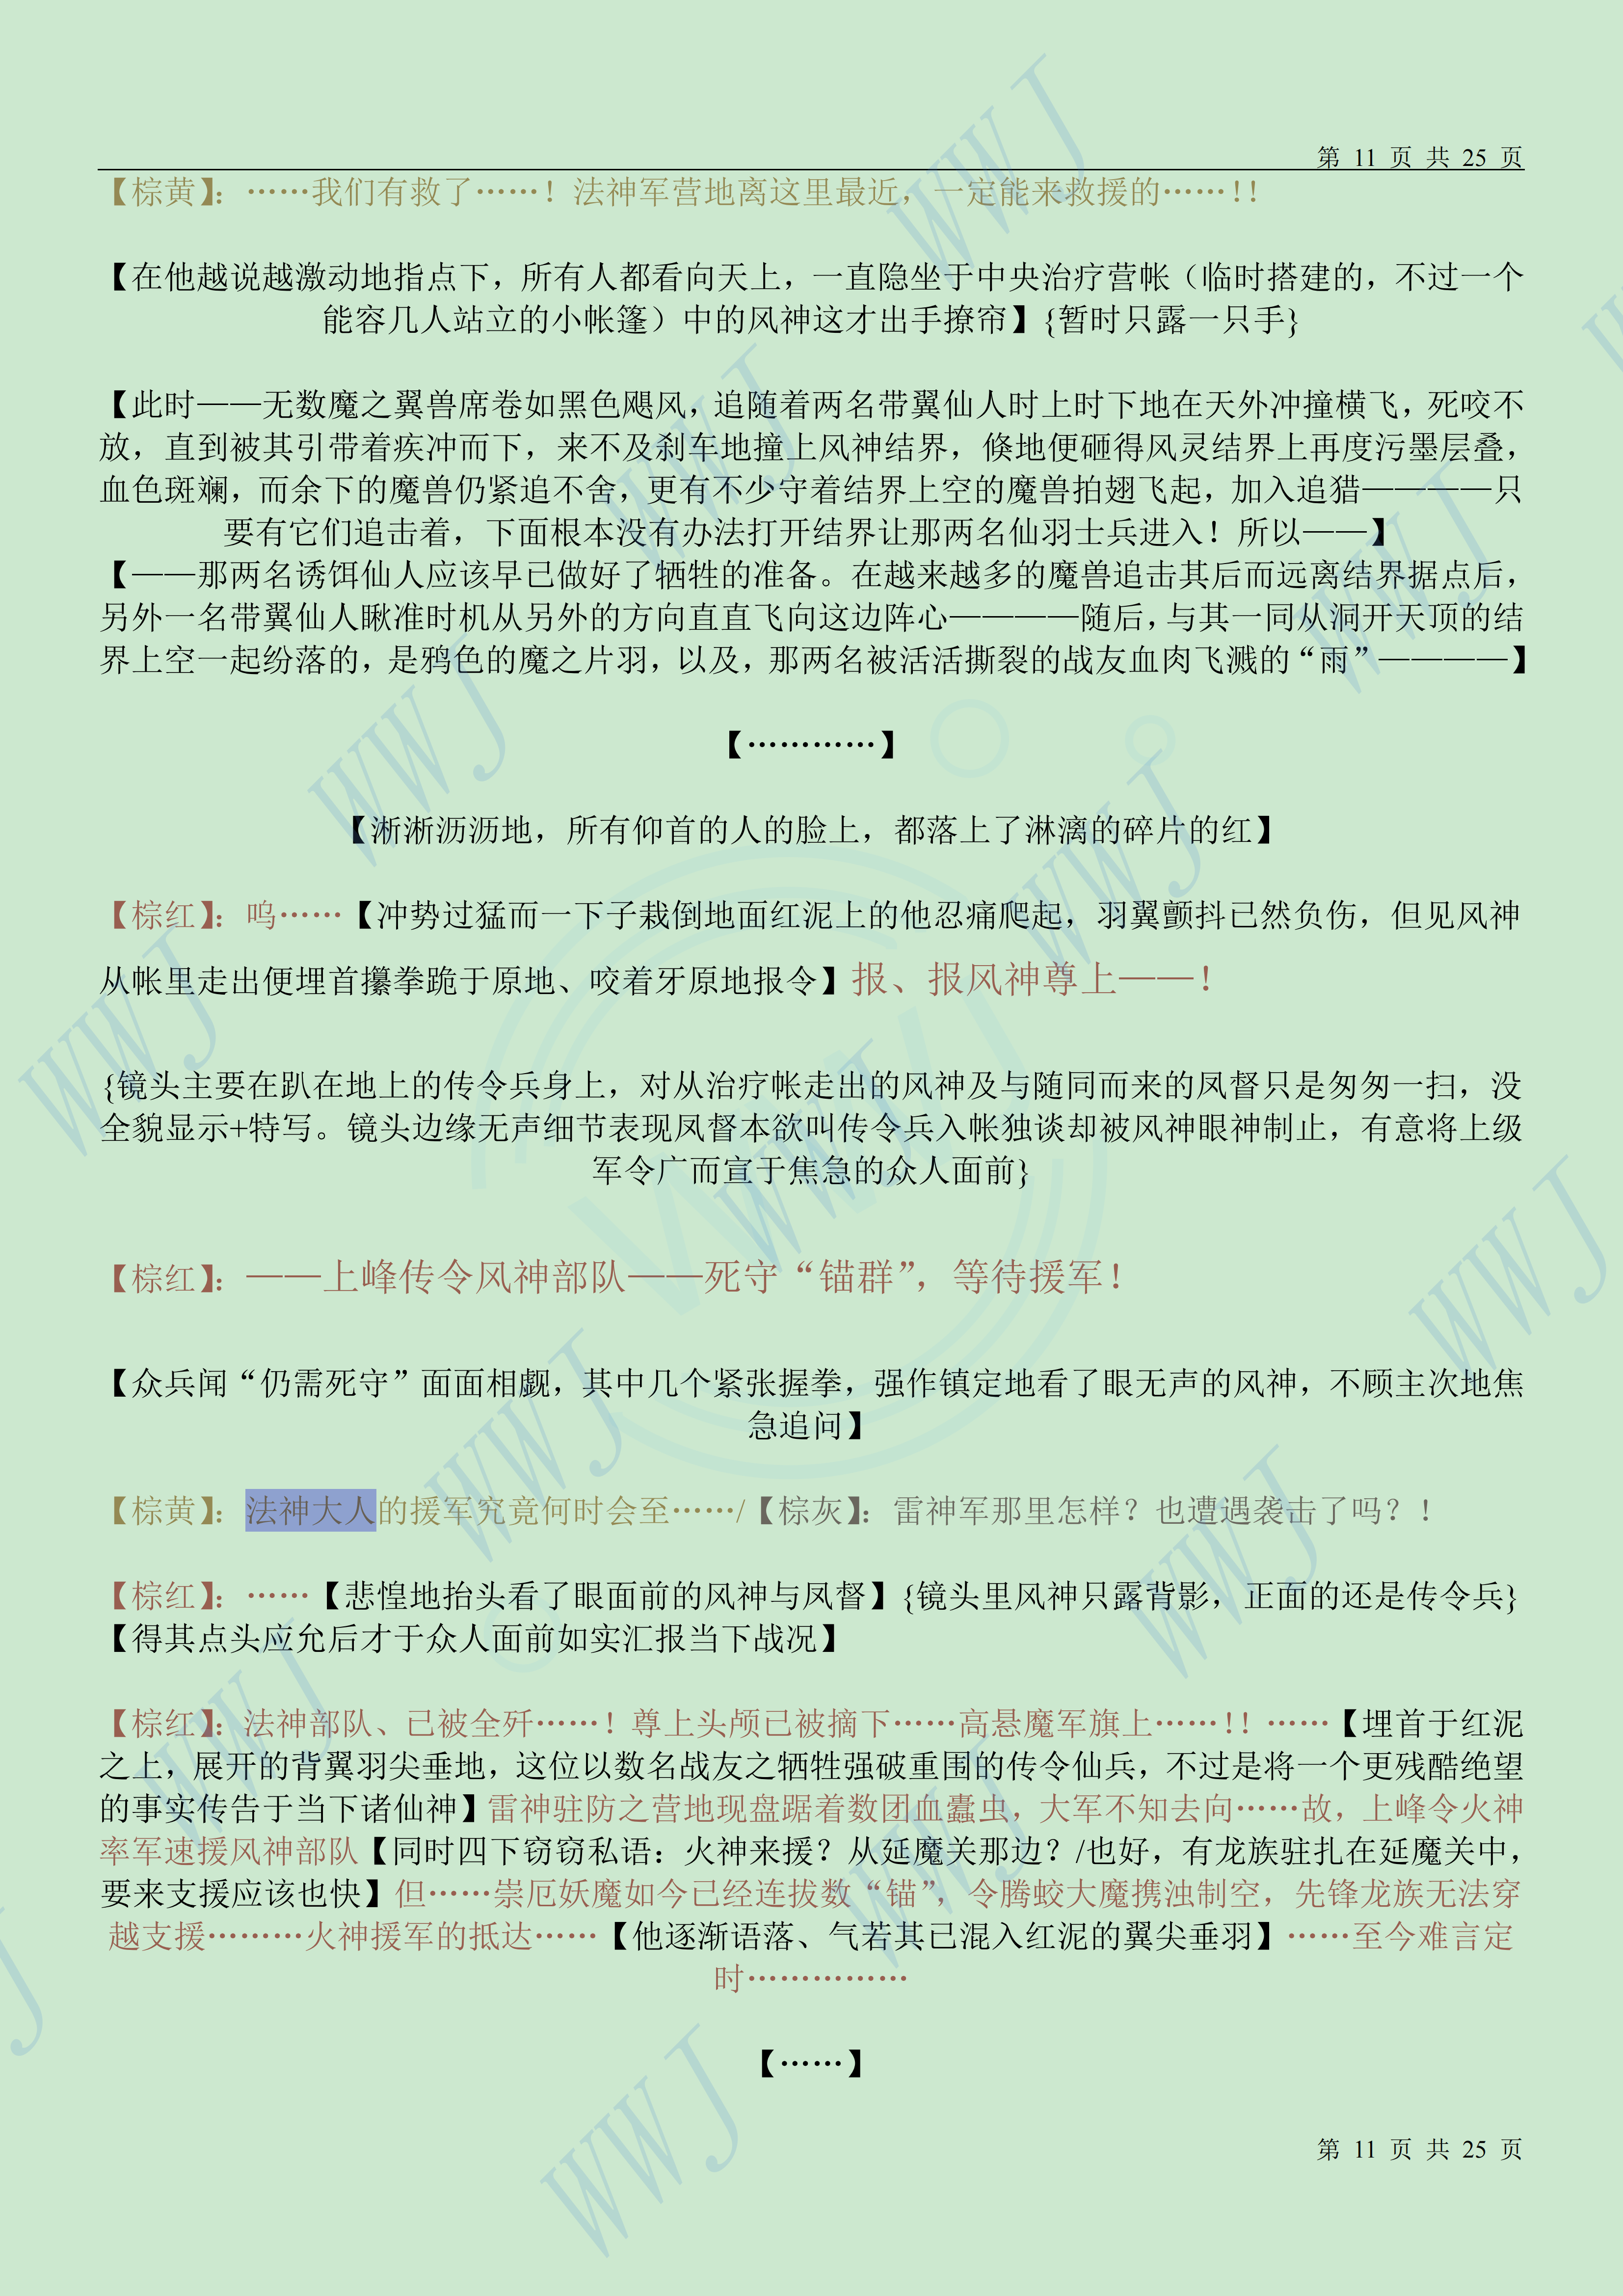 第 11 页 共 25 页
【棕黄】：……我们有救了……！法神军营地离这里最近，一定能来救援的……！！
【在他越说越激动地指点下，所有人都看向天上，一直隐坐于中央治疗营帐（临时搭建的，不过一个
能容几人站立的小帐篷）中的风神这才出手撩帘】{暂时只露一只手}
【此时——无数魔之翼兽席卷如黑色飓风，追随着两名带翼仙人时上时下地在天外冲撞横飞，死咬不
放，直到被其引带着疾冲而下，来不及刹车地撞上风神结界，倏地便砸得风灵结界上再度污墨层叠，
血色斑斓，而余下的魔兽仍紧追不舍，更有不少守着结界上空的魔兽拍翅飞起，加入追猎————只
要有它们追击着，下面根本没有办法打开结界让那两名仙羽士兵进入！所以——】
【——那两名诱饵仙人应该早已做好了牺牲的准备。在越来越多的魔兽追击其后而远离结界据点后，
另外一名带翼仙人瞅准时机从另外的方向直直飞向这边阵心————随后，与其一同从洞开天顶的结
界上空一起纷落的，是鸦色的魔之片羽，以及，那两名被活活撕裂的战友血肉飞溅的“雨”————】
【…………】
【淅淅沥沥地，所有仰首的人的脸上，都落上了淋漓的碎片的红】
【棕红】：呜……【冲势过猛而一下子栽倒地面红泥上的他忍痛爬起，羽翼颤抖已然负伤，但见风神
从帐里走出便埋首攥拳跪于原地、咬着牙原地报令】报、报风神尊上——！
{镜头主要在趴在地上的传令兵身上，对从治疗帐走出的风神及与随同而来的凤督只是匆匆一扫，没
全貌显示+特写。镜头边缘无声细节表现凤督本欲叫传令兵入帐独谈却被风神眼神制止，有意将上级
军令广而宣于焦急的众人面前}
【棕红】：——上峰传令风神部队——死守“锚群”，等待援军！
【众兵闻“仍需死守”面面相觑，其中几个紧张握拳，强作镇定地看了眼无声的风神，不顾主次地焦
急追问】
【棕黄】：法神大人的援军究竟何时会至……/【棕灰】：雷神军那里怎样？也遭遇袭击了吗？！
【棕红】：……【悲惶地抬头看了眼面前的风神与凤督】{镜头里风神只露背影，正面的还是传令兵}
【得其点头应允后才于众人面前如实汇报当下战况】
【棕红】：法神部队、已被全歼……！尊上头颅已被摘下……高悬魔军旗上……！！……【埋首于红泥
之上，展开的背翼羽尖垂地，这位以数名战友之牺牲强破重围的传令仙兵，不过是将一个更残酷绝望
的事实传告于当下诸仙神】雷神驻防之营地现盘踞着数团血蠹虫，大军不知去向……故，上峰令火神
率军速援风神部队【同时四下窃窃私语：火神来援？从延魔关那边？/也好，有龙族驻扎在延魔关中，
要来支援应该也快】但……崇厄妖魔如今已经连拔数“锚”，令腾蛟大魔携浊制空，先锋龙族无法穿
越支援………火神援军的抵达……【他逐渐语落、气若其已混入红泥的翼尖垂羽】……至今难言定
时……………
【……】
第 11 页 共 25 页